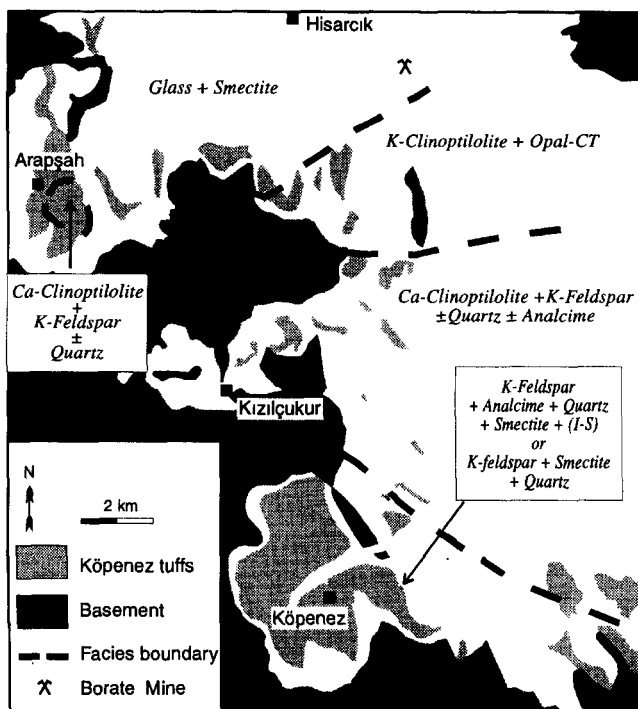 Hisarcık
Glass + Smectite
K-Clinoptilolite + Opal-CT
Arapşah
Ca-Clinoptilolite
+
K-Feldspar
±
Quartz
Ca-Clinoptilolite +K-Feldspar
±Quartz ± Analcime
Kızılçukur
K-Feldspar
+ Analcime + Quartz
+ Smectite + (I-S)
or
K-feldspar + Smectite
+ Quartz
N
2 km
Köpenez tuffs
Basement
Facies boundary
Borate Mine
Köpenez